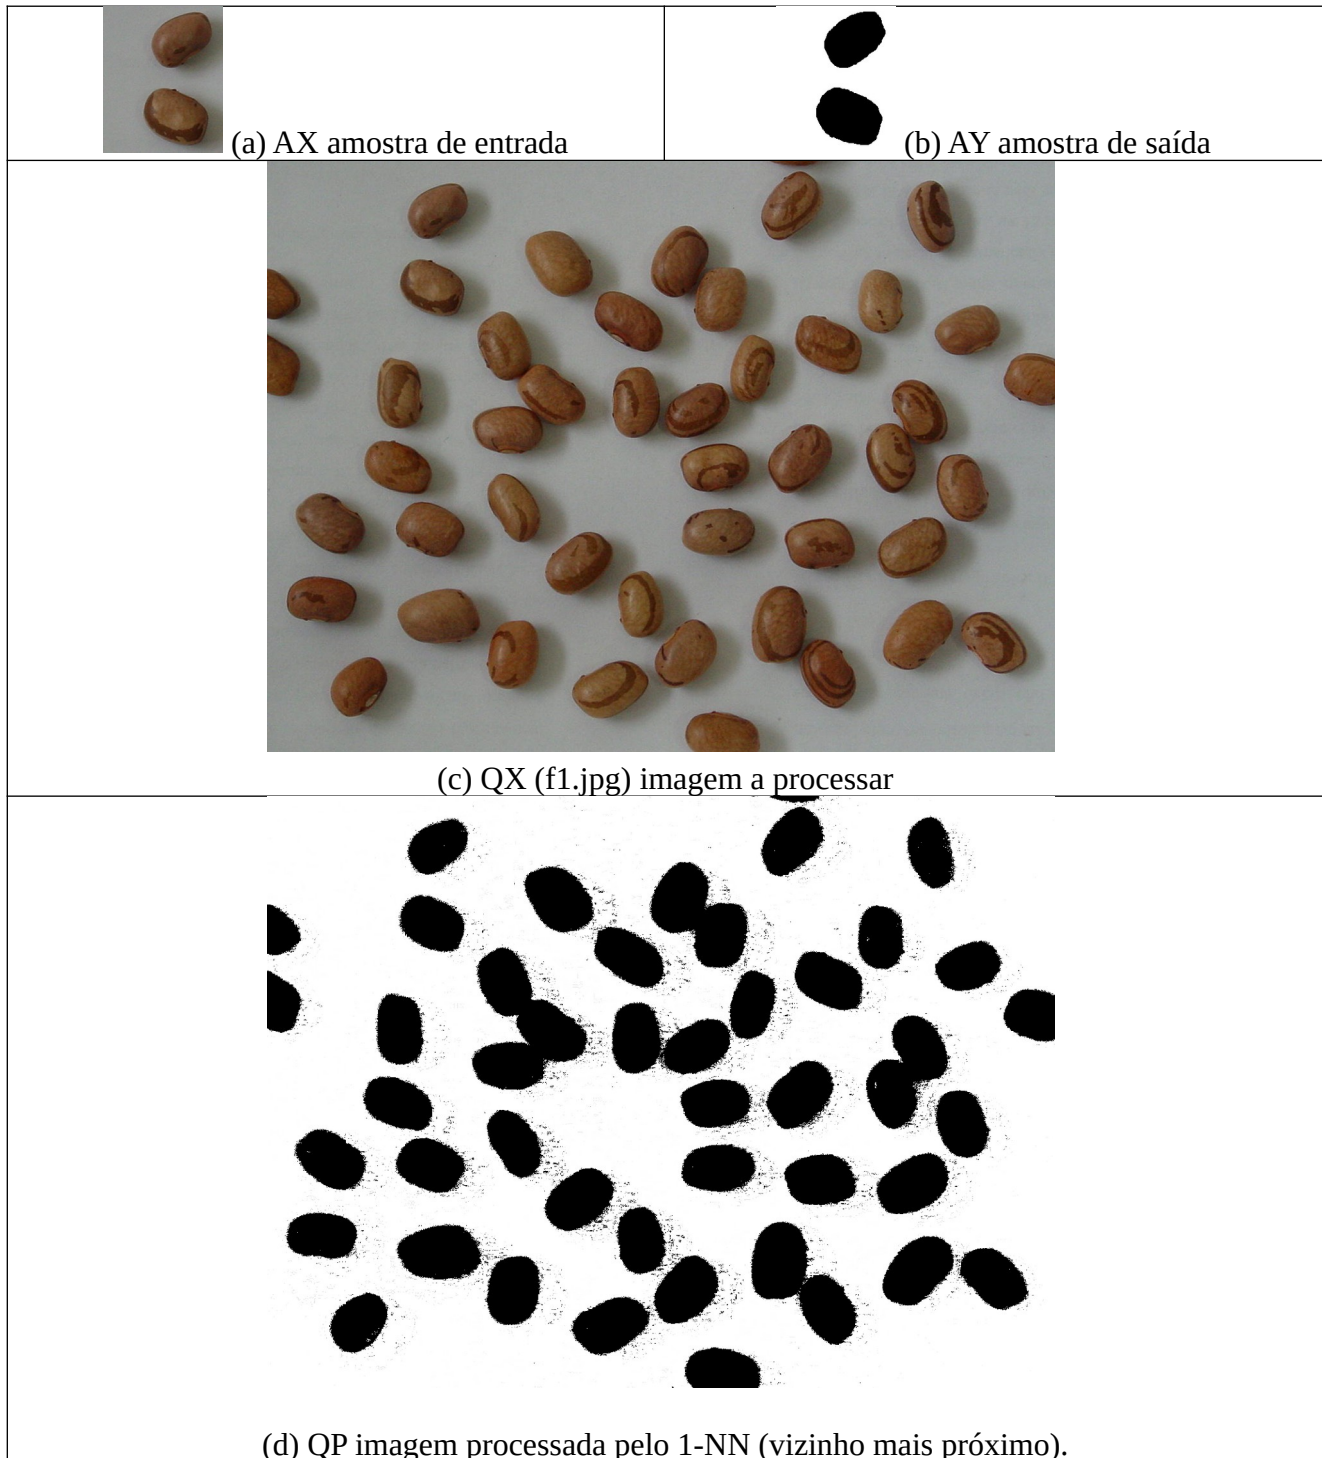 (a) AX amostra de entrada
(b) AY amostra de saída
(c) QX (f1.jpg) imagem a processar
(d) QP imagem processada pelo 1-NN (vizinho mais próximo).